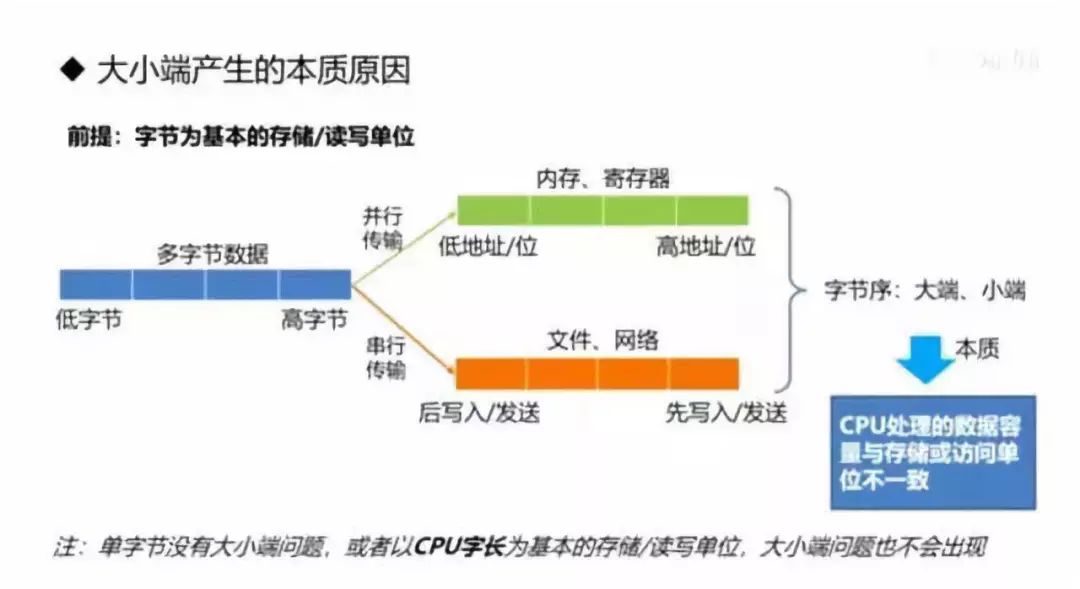 ◆ 大小端产生的本质原因
前提：字节为基本的存储/读写单位
内存、寄存器
并行
传输
低地址/位
高地址/位
多字节数据
低字节
高字节
字节序：大端、小端
串行
传输
文件、网络
后写入/发送
先写入/发送
本质
CPU处理的数据容
量与存储或访问单
位不一致
注：单字节没有大小端问题，或者以CPU字长为基本的存储/读写单位，大小端问题也不会出现